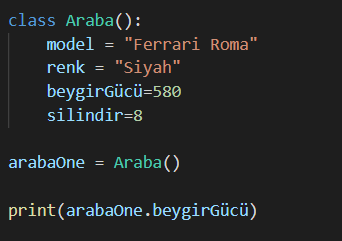 class Araba():
    model = "Ferrari Roma"
    renk = "Siyah"
    beygirGücü=580
    silindir=8
arabaOne = Araba()
print(arabaOne.beygirGücü)